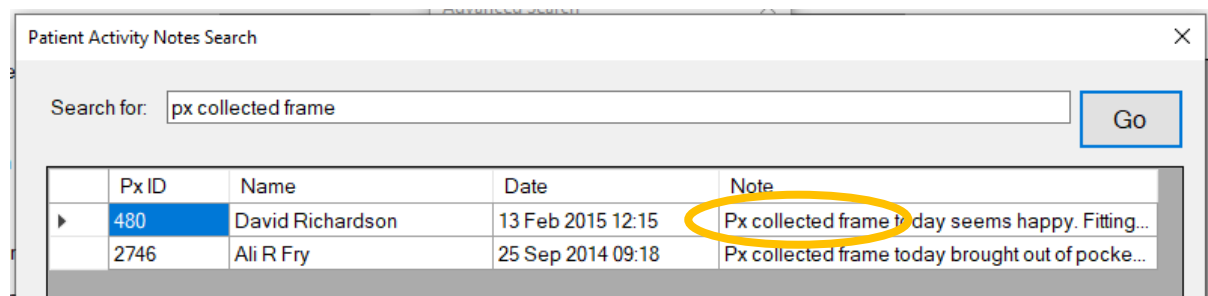 Advanced Search
Patient Activity Notes Search
Search for: px collected frame Go
Px ID Name Date Note
480 David Richardson 13 Feb 2015 12:15 Px collected frame today seems happy. Fitting...
2746 Ali R Fry 25 Sep 2014 09:18 Px collected frame today brought out of pocke...